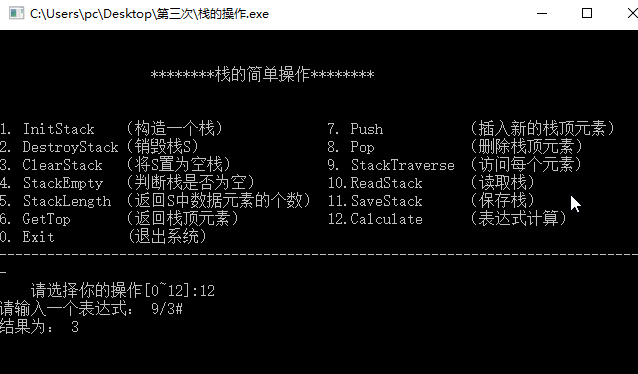 C:\Users\pc\Desktop\第三次\栈的操作.exe
********栈的简单操作********
1. InitStack (构造一个栈) 7. Push (插入新的栈顶元素)
2. DestroyStack(销毁栈S) 8. Pop (删除栈顶元素)
3. ClearStack (将S置为空栈) 9. StackTraverse (访问每个元素)
4. StackEmpty (判断栈是否为空) 10.ReadStack (读取栈)
5. StackLength (返回S中数据元素的个数) 11.SaveStack (保存栈)
6. GetTop (返回栈顶元素) 12.Calculate (表达式计算)
0. Exit (退出系统)
请选择你的操作[0~12]:12
请输入一个表达式: 9/3#
结果为: 3